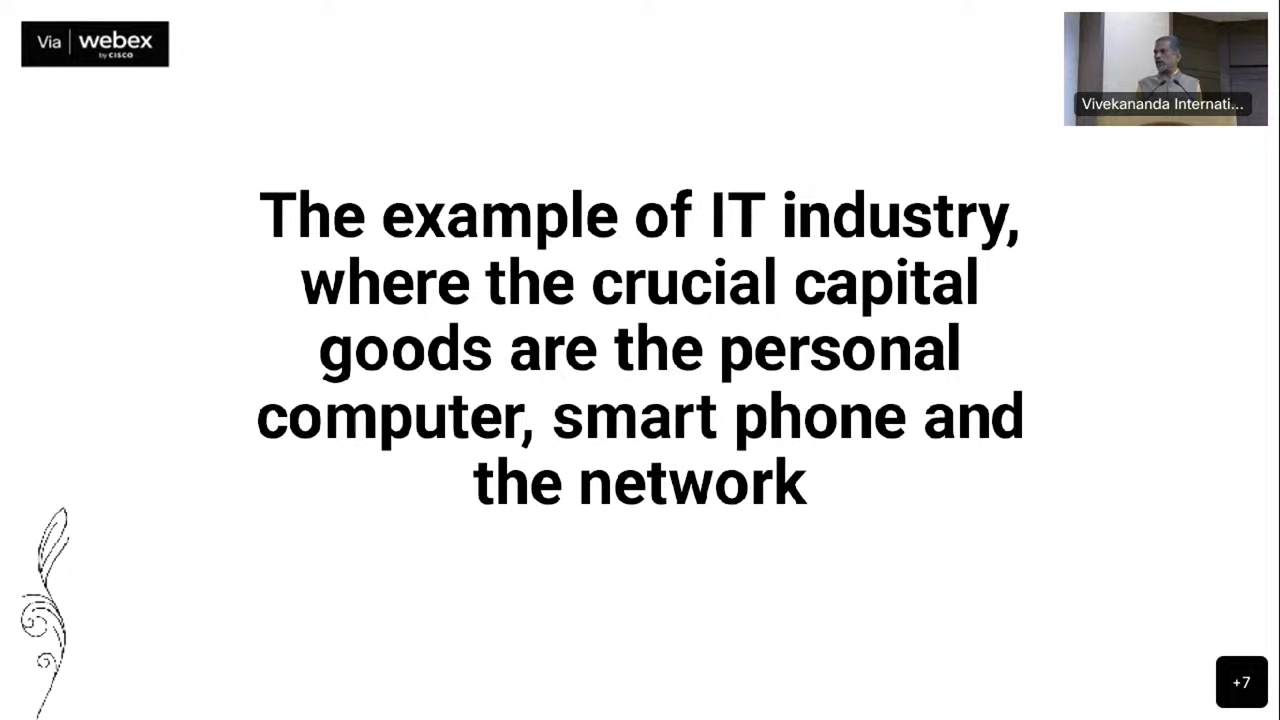 Via webex
by CISCO
Vivekananda Internati...
The example of IT industry,
where the crucial capital
goods are the personal
computer, smart phone and
the network
+7